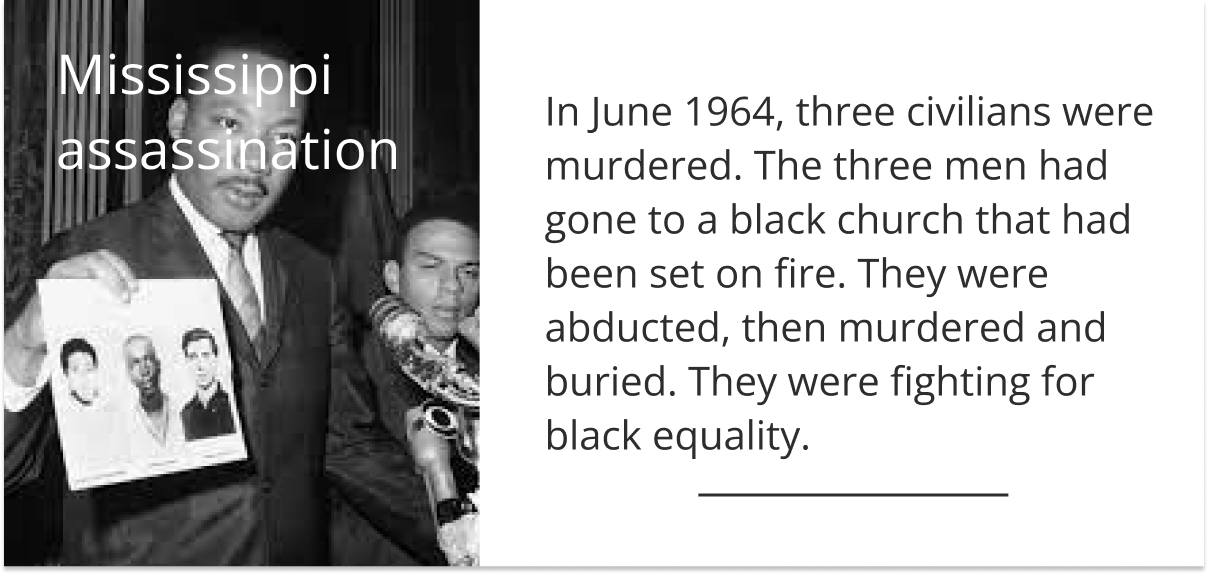 Mississippi
assassination
In June 1964, three civilians were
murdered. The three men had
gone to a black church that had
been set on fire. They were
abducted, then murdered and
buried. They were fighting for
black equality.